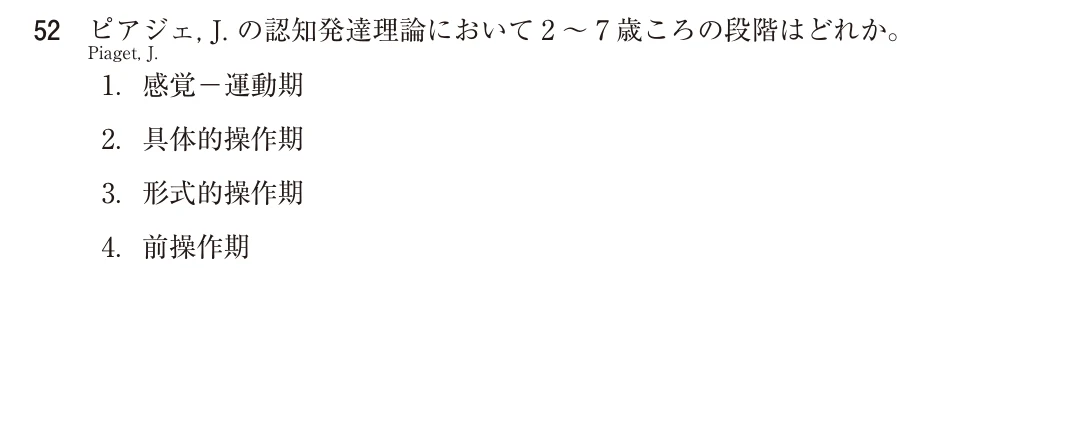 52 ピアジェ, J. の認知発達理論において 2 〜 7 歳ころの段階はどれか。
Piaget, J.
1. 感覚－運動期
2. 具体的操作期
3. 形式的操作期
4. 前操作期